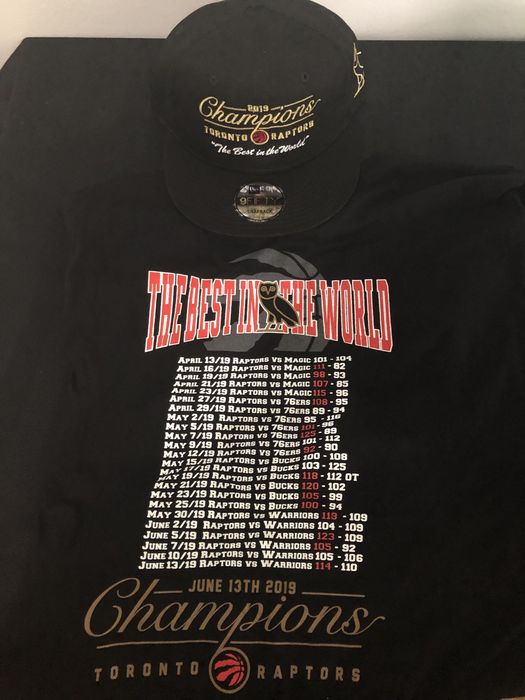 2019
Champions
TORONTO RAPTORS
"The Best in the World"
9FIFTY
SNAPBACK
THE BEST IN THE WORLD
APRIL 13/19 RAPTORS VS MAGIC 101 - 104
APRIL 16/19 RAPTORS VS MAGIC 111 - 82
APRIL 19/19 RAPTORS VS MAGIC 98 - 93
APRIL 21/19 RAPTORS VS MAGIC 107 - 85
APRIL 23/19 RAPTORS VS MAGIC 115 - 96
APRIL 27/19 RAPTORS VS 76ERS 108 - 95
APRIL 29/19 RAPTORS VS 76ERS 89 - 94
MAY 2/19 RAPTORS VS 76ERS 95 - 116
MAY 5/19 RAPTORS VS 76ERS 101 - 96
MAY 7/19 RAPTORS VS 76ERS 125 - 89
MAY 9/19 RAPTORS VS 76ERS 101 - 112
MAY 12/19 RAPTORS VS 76ERS 92 - 90
MAY 15/19 RAPTORS VS BUCKS 100 - 108
MAY 17/19 RAPTORS VS BUCKS 103 - 125
MAY 19/19 RAPTORS VS BUCKS 118 - 112 OT
MAY 21/19 RAPTORS VS BUCKS 120 - 102
MAY 23/19 RAPTORS VS BUCKS 105 - 99
MAY 25/19 RAPTORS VS BUCKS 100 - 94
MAY 30/19 RAPTORS VS WARRIORS 118 - 109
JUNE 2/19 RAPTORS VS WARRIORS 104 - 109
JUNE 5/19 RAPTORS VS WARRIORS 123 - 109
JUNE 7/19 RAPTORS VS WARRIORS 105 - 92
JUNE 10/19 RAPTORS VS WARRIORS 105 - 106
JUNE 13/19 RAPTORS VS WARRIORS 114 - 110
JUNE 13TH 2019
Champions
TORONTO RAPTORS